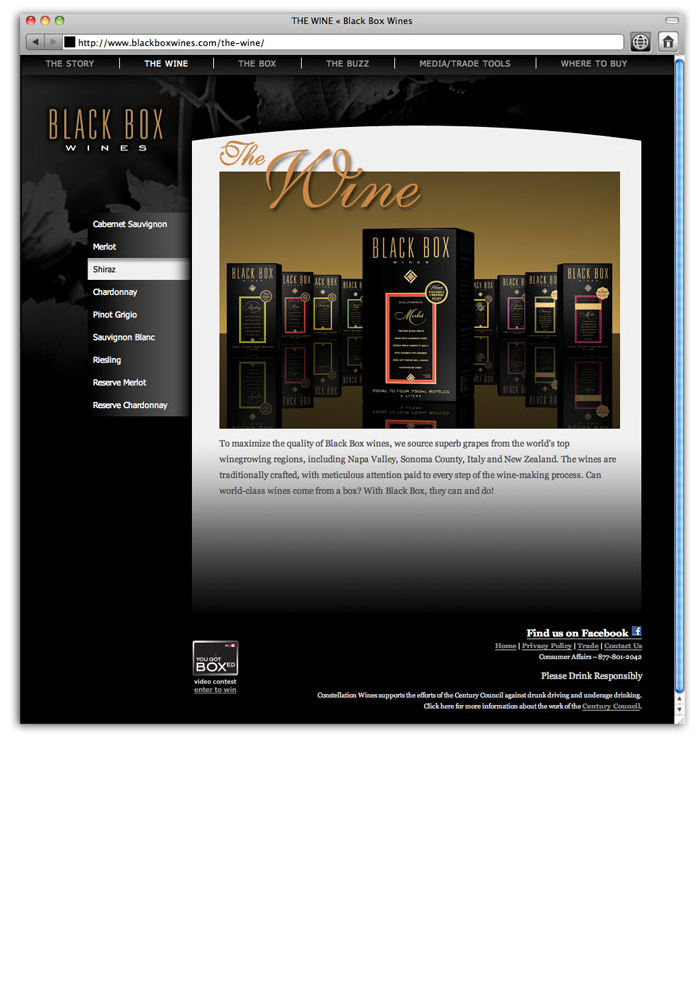 THE WINE « Black Box Wines
http://www.blackboxwines.com/the-wine/
THE STORY
THE WINE
THE BOX
THE BUZZ
MEDIA/TRADE TOOLS
WHERE TO BUY
BLACK BOX
WINES
Cabernet Sauvignon
Merlot
Shiraz
Chardonnay
Pinot Grigio
Sauvignon Blanc
Riesling
Reserve Merlot
Reserve Chardonnay
The Wine
BLACK BOX
WINES
CALIFORNIA
Merlot
EQUAL TO FOUR 750ML BOTTLES
3 LITERS
BLACK BOX
BLACK BOX
To maximize the quality of Black Box wines, we source superb grapes from the world's top
winegrowing regions, including Napa Valley, Sonoma County, Italy and New Zealand. The wines are
traditionally crafted, with meticulous attention paid to every step of the wine-making process. Can
world-class wines come from a box? With Black Box, they can and do!
YOU GOT
BOXED
video contest
enter to win
Find us on Facebook f
Home | Privacy Policy | Trade | Contact Us
Consumer Affairs – 877-801-2042
Please Drink Responsibly
Constellation Wines supports the efforts of the Century Council against drunk driving and underage drinking.
Click here for more information about the work of the Century Council.